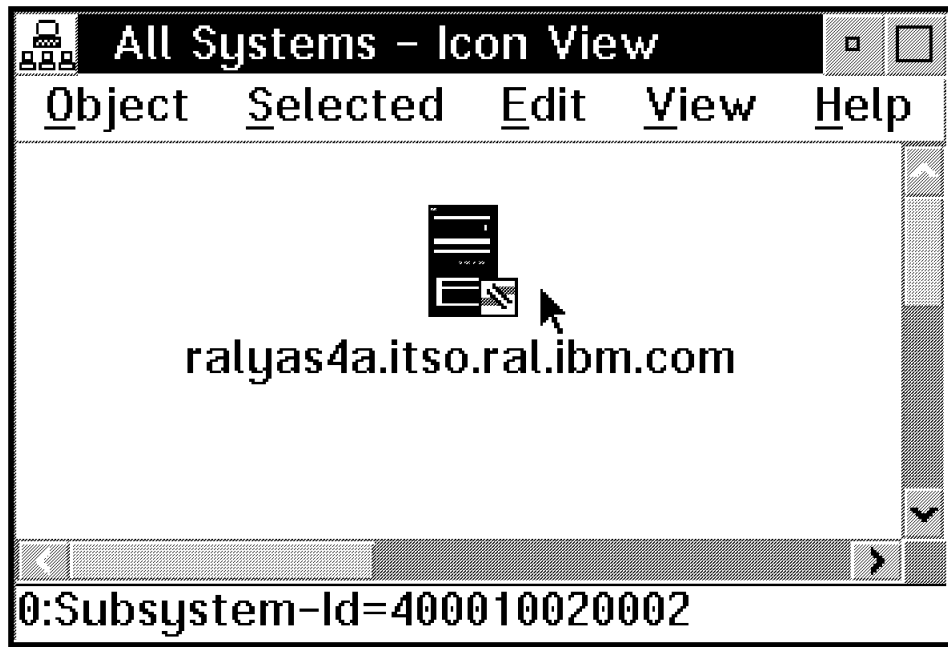 All Systems – Icon View
Object Selected Edit View Help
ralyas4a.itso.ral.ibm.com
0:Subsystem-Id=400010020002